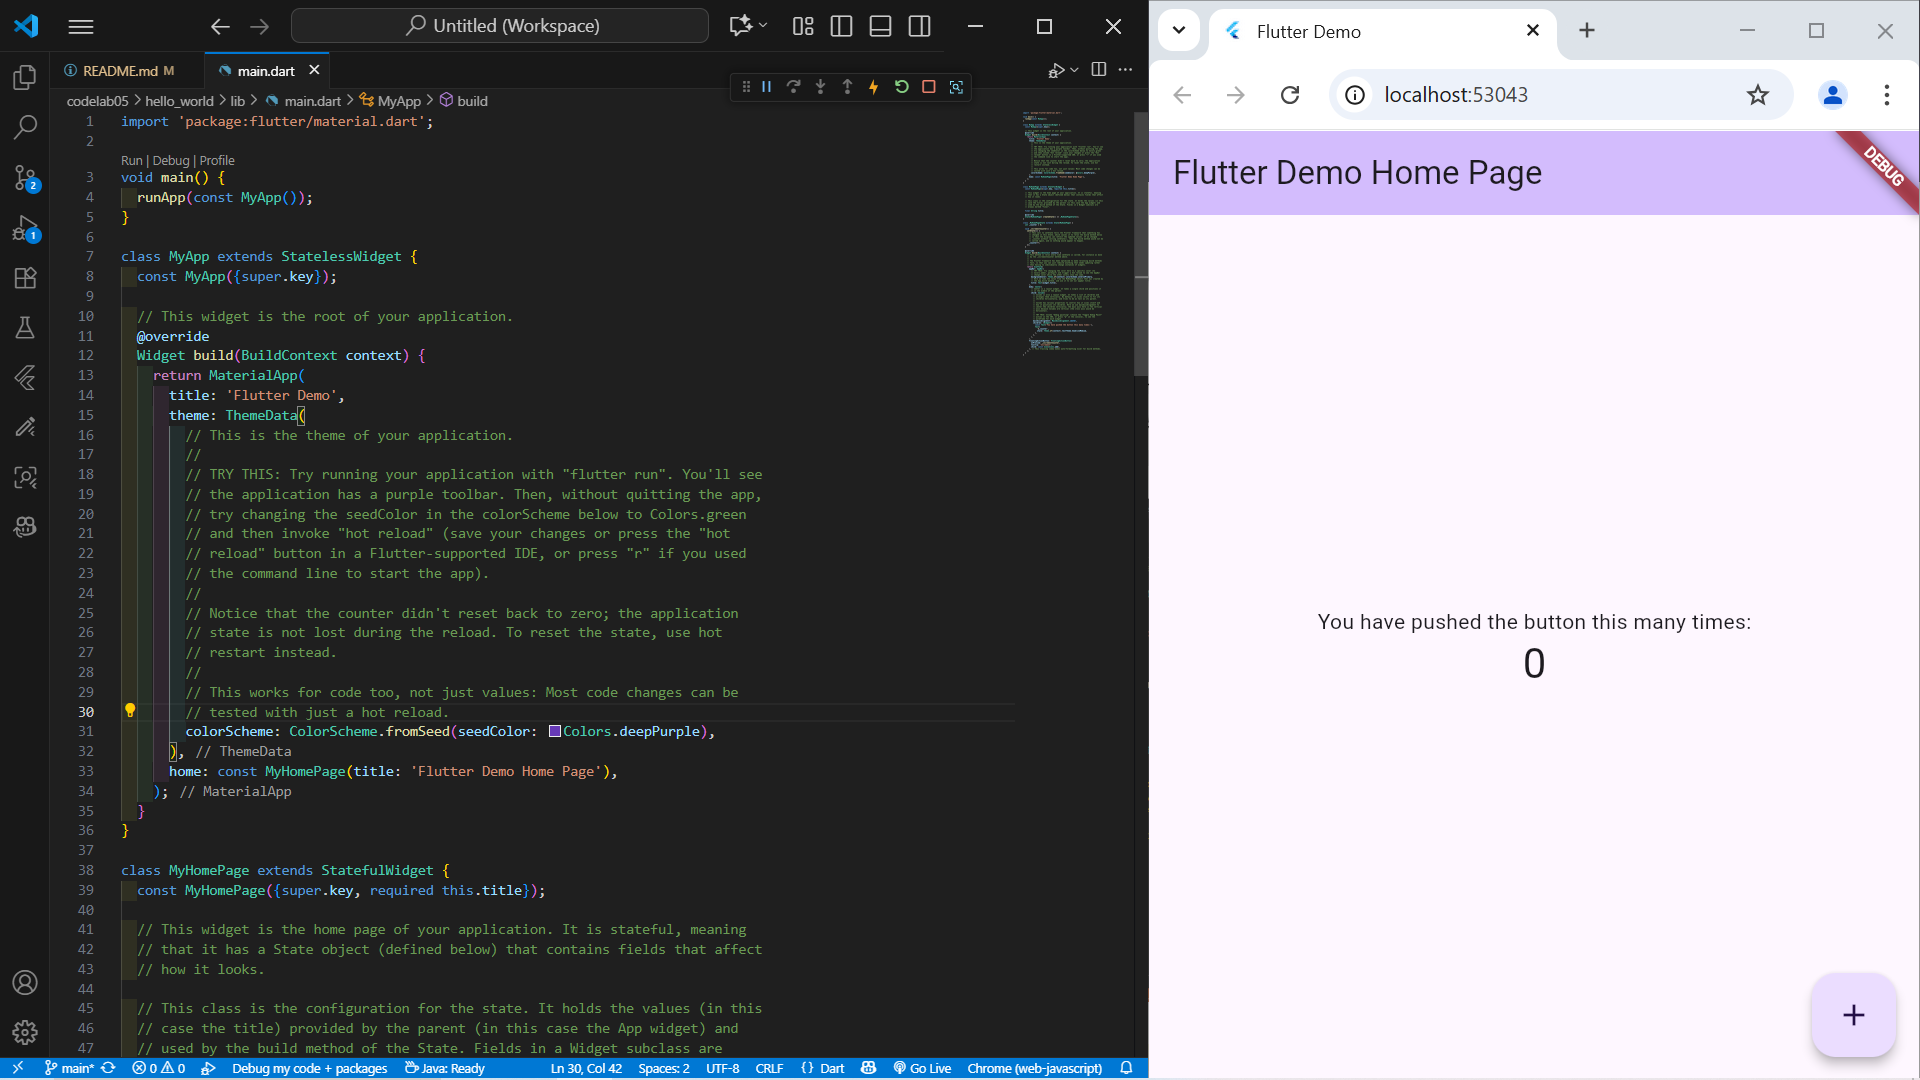 Untitled (Workspace)
README.md M
main.dart
codelab05 > hello_world > lib > main.dart > MyApp > build
1 import 'package:flutter/material.dart';
2
Run | Debug | Profile
3 void main() {
4 runApp(const MyApp());
5 }
6
7 class MyApp extends StatelessWidget {
8 const MyApp({super.key});
9
10 // This widget is the root of your application.
11 @override
12 Widget build(BuildContext context) {
13 return MaterialApp(
14 title: 'Flutter Demo',
15 theme: ThemeData(
16 // This is the theme of your application.
17 //
18 // TRY THIS: Try running your application with "flutter run". You'll see
19 // the application has a purple toolbar. Then, without quitting the app,
20 // try changing the seedColor in the colorScheme below to Colors.green
21 // and then invoke "hot reload" (save your changes or press the "hot
22 // reload" button in a Flutter-supported IDE, or press "r" if you used
23 // the command line to start the app).
24 //
25 // Notice that the counter didn't reset back to zero; the application
26 // state is not lost during the reload. To reset the state, use hot
27 // restart instead.
28 //
29 // This works for code too, not just values: Most code changes can be
30 // tested with just a hot reload.
31 colorScheme: ColorScheme.fromSeed(seedColor: Colors.deepPurple),
32 ), // ThemeData
33 home: const MyHomePage(title: 'Flutter Demo Home Page'),
34 ); // MaterialApp
35 }
36 }
37
38 class MyHomePage extends StatefulWidget {
39 const MyHomePage({super.key, required this.title});
40
41 // This widget is the home page of your application. It is stateful, meaning
42 // that it has a State object (defined below) that contains fields that affect
43 // how it looks.
44
45 // This class is the configuration for the state. It holds the values (in this
46 // case the title) provided by the parent (in this case the App widget) and
47 // used by the build method of the State. Fields in a Widget subclass are
2
1
main* 0 0 Debug my code + packages Java: Ready Ln 30, Col 42 Spaces: 2 UTF-8 CRLF {} Dart Go Live Chrome (web-javascript)
Flutter Demo
localhost:53043
Flutter Demo Home Page
DEBUG
You have pushed the button this many times:
0
+